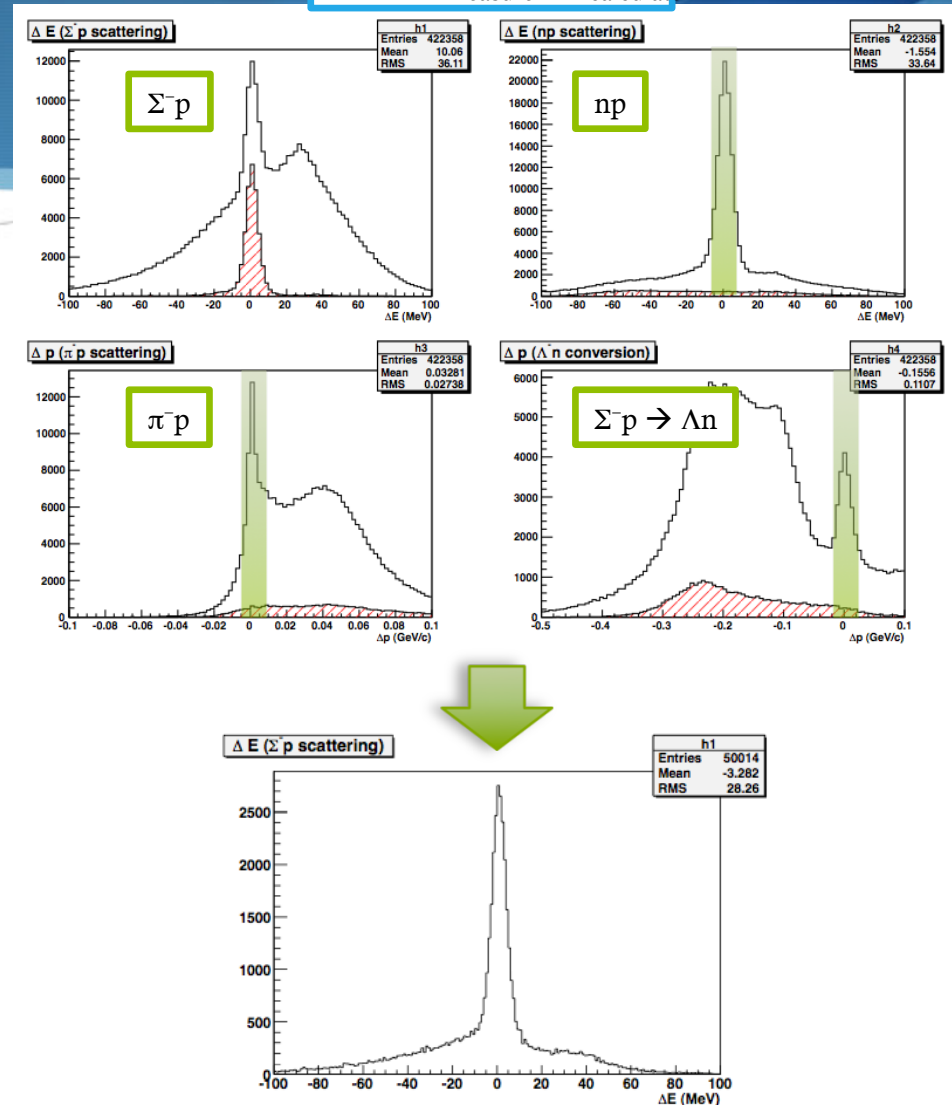 Δ E (Σ⁻p scattering)
h1
Entries 422358
Mean 10.06
RMS 36.11
Σ⁻p
12000
10000
8000
6000
4000
2000
0
-100 -80 -60 -40 -20 0 20 40 60 80 100
ΔE (MeV)
Δ E (np scattering)
h2
Entries 422358
Mean -1.554
RMS 33.64
np
22000
20000
18000
16000
14000
12000
10000
8000
6000
4000
2000
0
-100 -80 -60 -40 -20 0 20 40 60 80 100
ΔE (MeV)
Δ p (π⁻p scattering)
h3
Entries 422358
Mean 0.03281
RMS 0.02738
π⁻p
12000
10000
8000
6000
4000
2000
0
-0.1 -0.08 -0.06 -0.04 -0.02 0 0.02 0.04 0.06 0.08 0.1
Δp (GeV/c)
Δ p (Λ⁻n conversion)
h4
Entries 422358
Mean -0.1556
RMS 0.1107
Σ⁻p → Λn
6000
5000
4000
3000
2000
1000
0
-0.5 -0.4 -0.3 -0.2 -0.1 0 0.1
Δp (GeV/c)
Δ E (Σ⁻p scattering)
h1
Entries 50014
Mean -3.282
RMS 28.26
2500
2000
1500
1000
500
0
-100 -80 -60 -40 -20 0 20 40 60 80 100
ΔE (MeV)